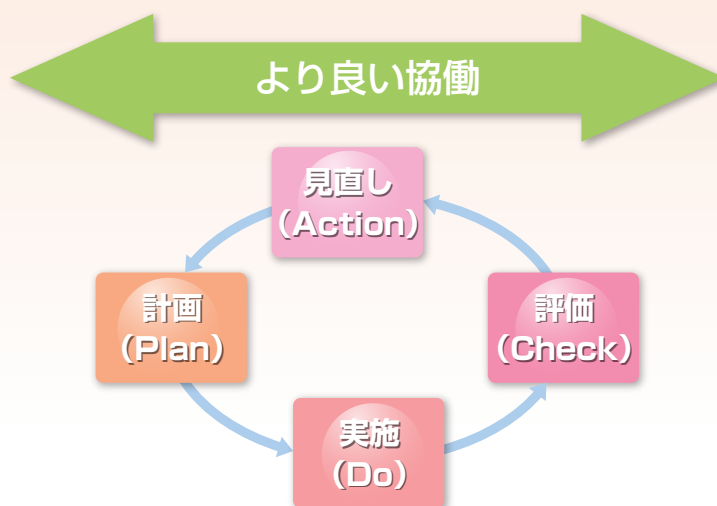 より良い協働
見直し
(Action)
計画
(Plan)
評価
(Check)
実施
(Do)